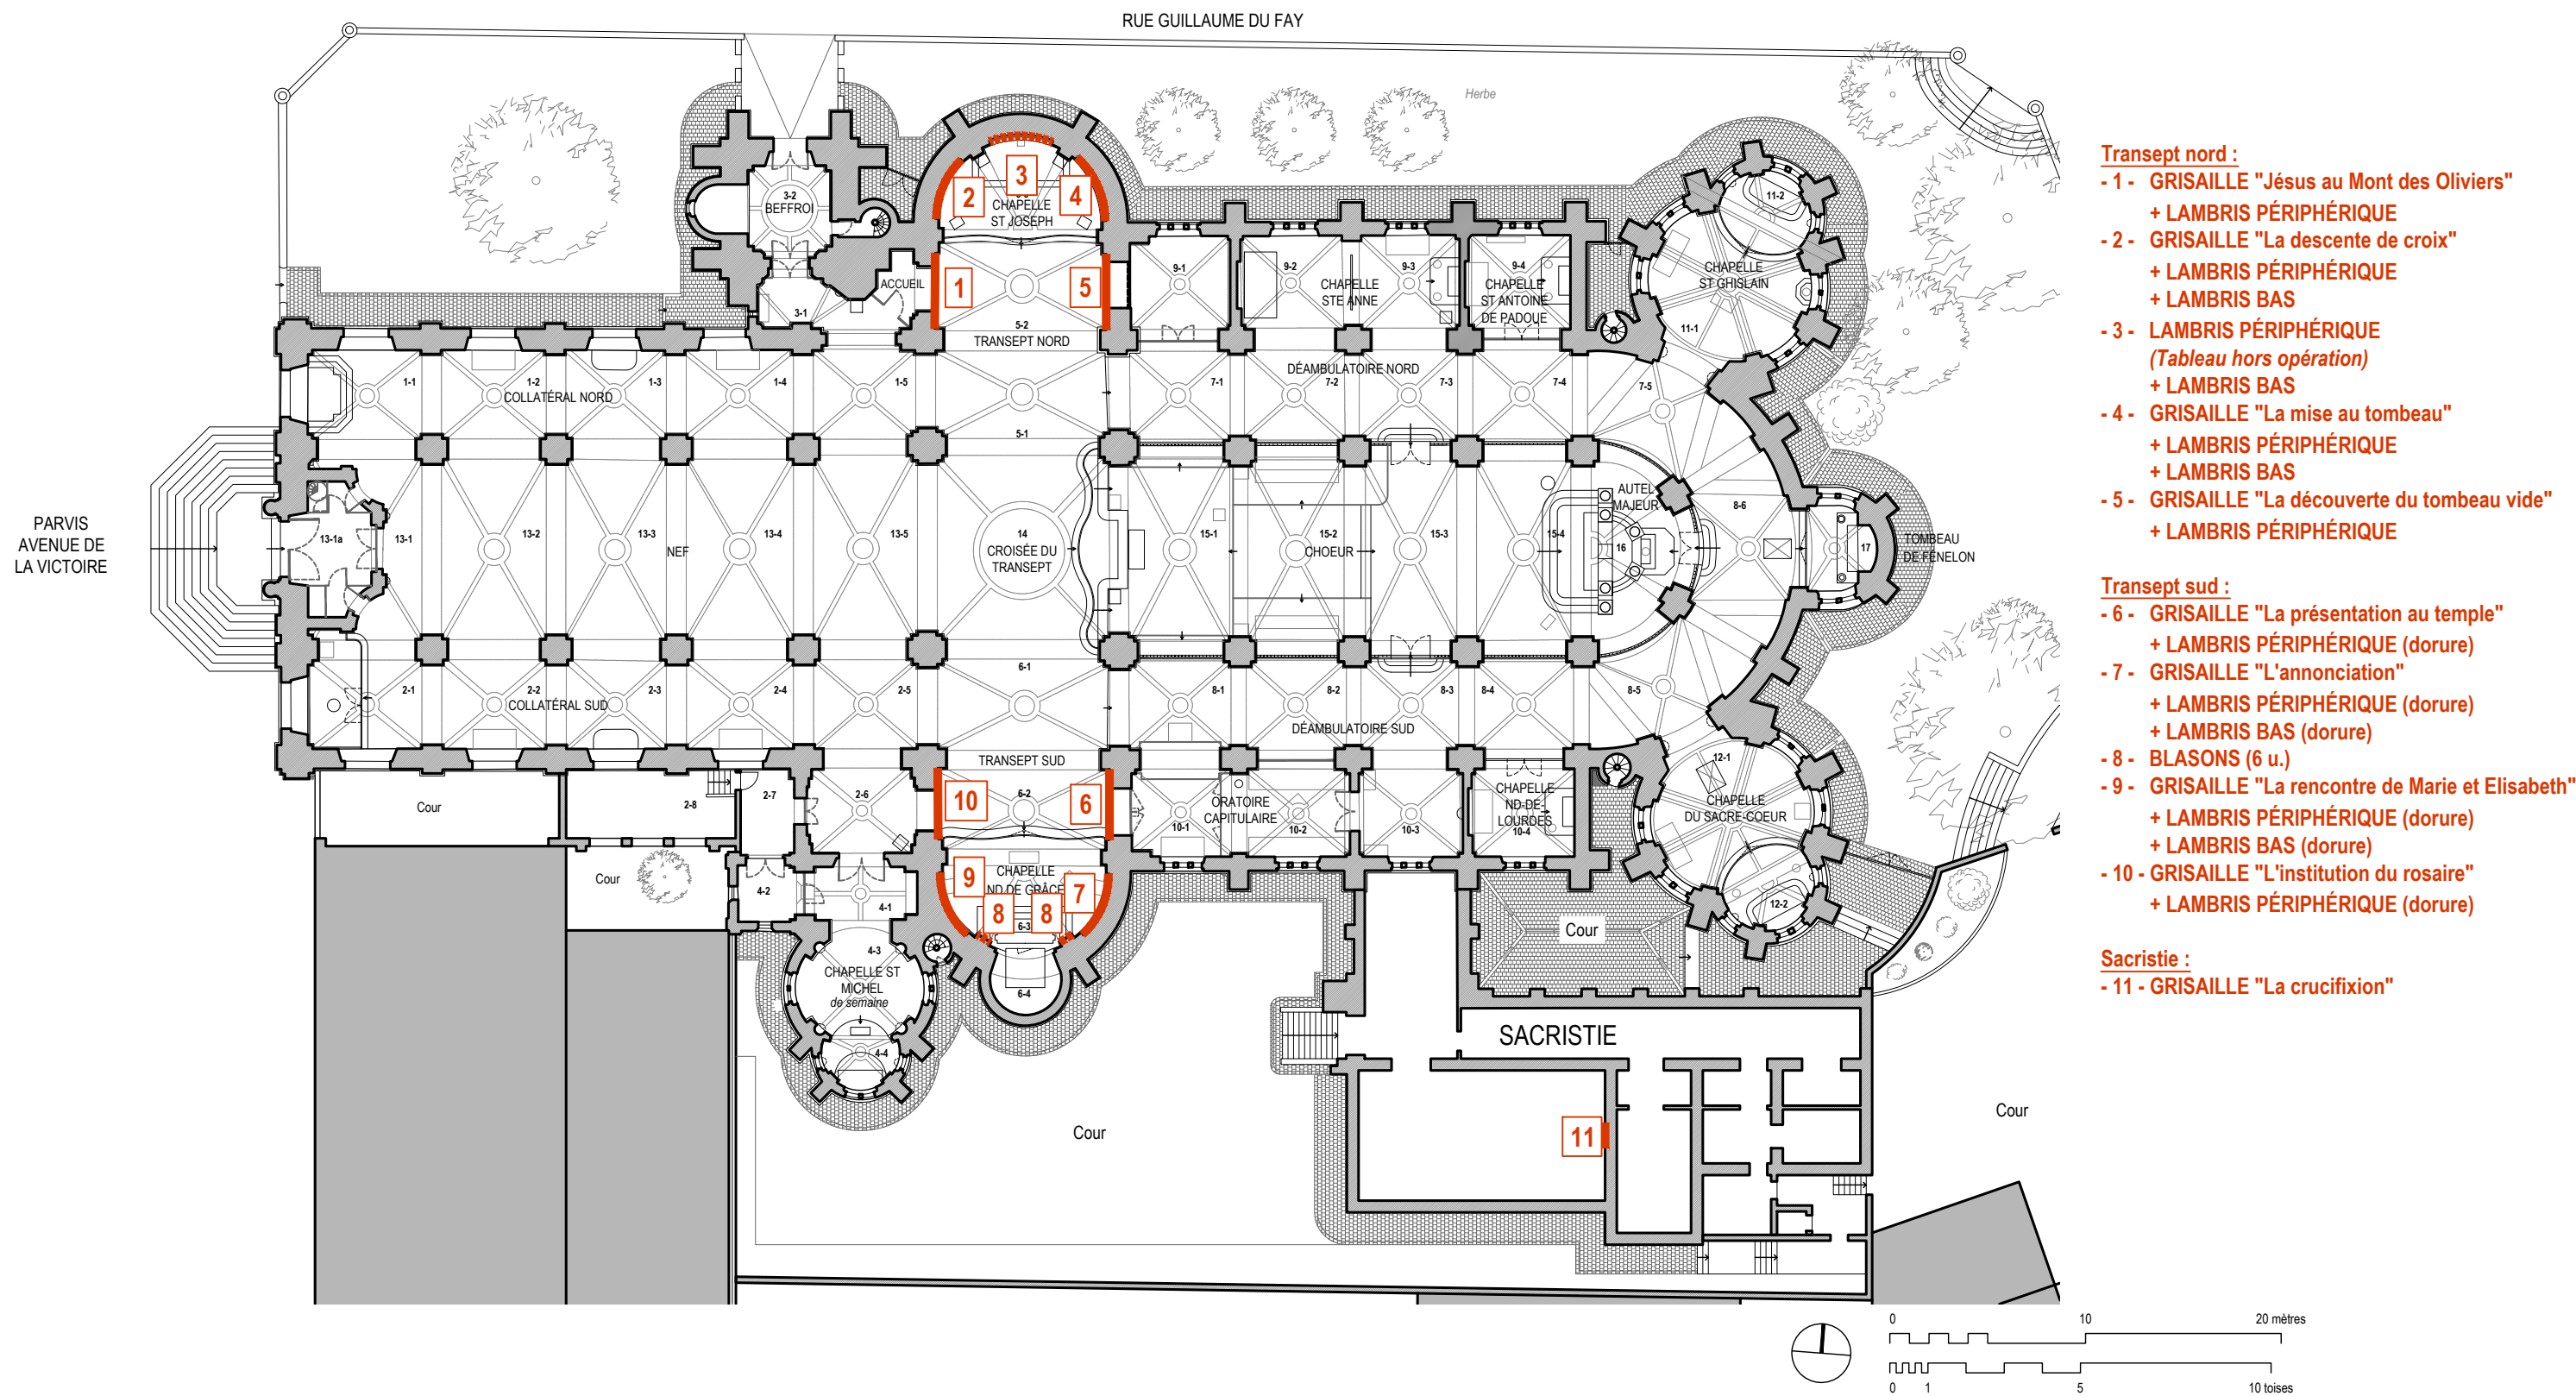 RUE GUILLAUME DU FAY
Herbe
PARVIS
AVENUE DE
LA VICTOIRE
3-2
BEFFROI
ACCUEIL
3-1
2
3
4
CHAPELLE
ST JOSEPH
1
5
5-2
TRANSEPT NORD
5-1
9-1
9-2
9-3
9-4
CHAPELLE
STE ANNE
CHAPELLE
ST ANTOINE
DE PADOUE
11-2
CHAPELLE
ST GHISLAIN
11-1
1-1
1-2
1-3
1-4
1-5
COLLATÉRAL NORD
DÉAMBULATOIRE NORD
7-1
7-2
7-3
7-4
7-5
13-1a
13-1
13-2
13-3
13-4
13-5
NEF
14
CROISÉE DU
TRANSEPT
15-1
15-2
15-3
15-4
CHOEUR
AUTEL
MAJEUR
16
8-6
17
TOMBEAU
DE FÉNELON
2-1
2-2
2-3
2-4
2-5
COLLATÉRAL SUD
6-1
8-1
8-2
8-3
8-4
8-5
DÉAMBULATOIRE SUD
TRANSEPT SUD
Cour
2-8
2-7
2-6
10
6-2
6
ORATOIRE
CAPITULAIRE
10-1
10-2
10-3
CHAPELLE
ND-DE-
LOURDES
10-4
12-1
CHAPELLE
DU SACRE-COEUR
12-2
Cour
4-2
4-1
9
CHAPELLE
ND DE GRÂCE
7
8
8
6-3
6-4
4-3
CHAPELLE ST
MICHEL
de semaine
4-4
Cour
SACRISTIE
11
Cour
Cour
Transept nord :
- 1 - GRISAILLE "Jésus au Mont des Oliviers"
+ LAMBRIS PÉRIPHÉRIQUE
- 2 - GRISAILLE "La descente de croix"
+ LAMBRIS PÉRIPHÉRIQUE
+ LAMBRIS BAS
- 3 - LAMBRIS PÉRIPHÉRIQUE
(Tableau hors opération)
+ LAMBRIS BAS
- 4 - GRISAILLE "La mise au tombeau"
+ LAMBRIS PÉRIPHÉRIQUE
+ LAMBRIS BAS
- 5 - GRISAILLE "La découverte du tombeau vide"
+ LAMBRIS PÉRIPHÉRIQUE
Transept sud :
- 6 - GRISAILLE "La présentation au temple"
+ LAMBRIS PÉRIPHÉRIQUE (dorure)
- 7 - GRISAILLE "L'annonciation"
+ LAMBRIS PÉRIPHÉRIQUE (dorure)
+ LAMBRIS BAS (dorure)
- 8 - BLASONS (6 u.)
- 9 - GRISAILLE "La rencontre de Marie et Elisabeth"
+ LAMBRIS PÉRIPHÉRIQUE (dorure)
+ LAMBRIS BAS (dorure)
- 10 - GRISAILLE "L'institution du rosaire"
+ LAMBRIS PÉRIPHÉRIQUE (dorure)
Sacristie :
- 11 - GRISAILLE "La crucifixion"
0 10 20 mètres
0 1 5 10 toises